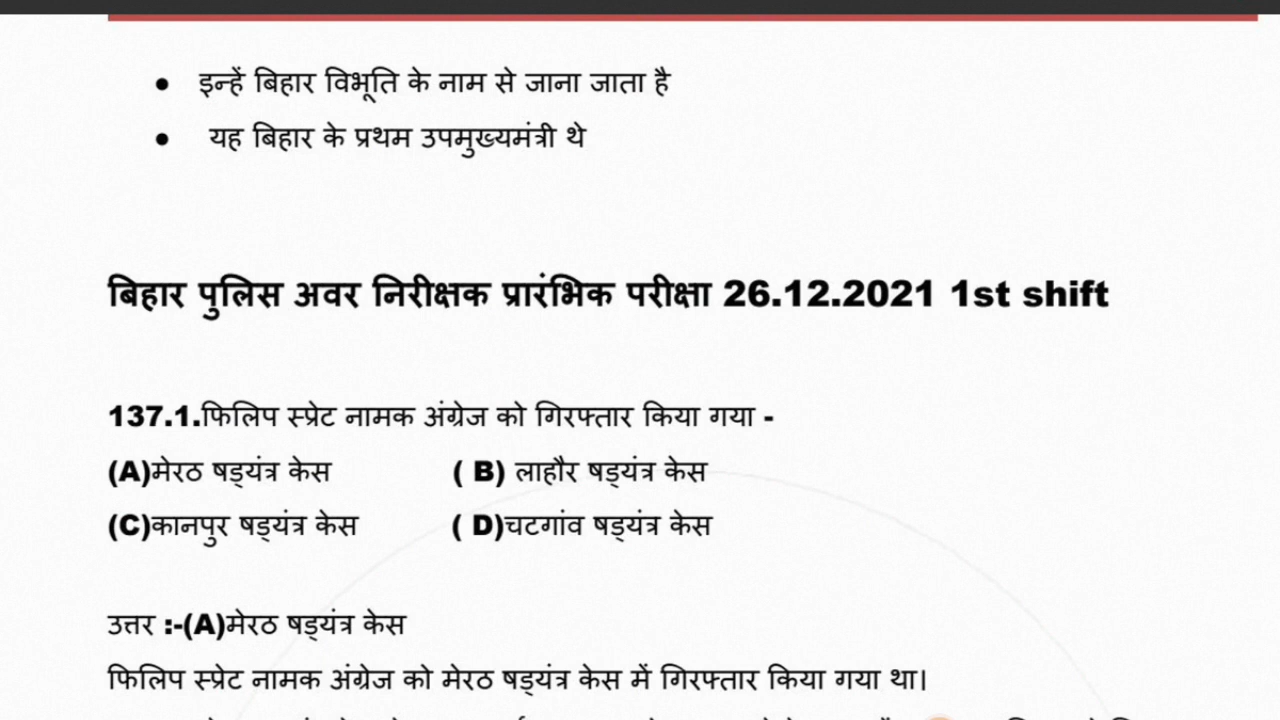 ● इन्हें बिहार विभूति के नाम से जाना जाता है
● यह बिहार के प्रथम उपमुख्यमंत्री थे
बिहार पुलिस अवर निरीक्षक प्रारंभिक परीक्षा 26.12.2021 1st shift
137.1.फिलिप स्प्रेट नामक अंग्रेज को गिरफ्तार किया गया -
(A)मेरठ षड्यंत्र केस ( B) लाहौर षड्यंत्र केस
(C)कानपुर षड्यंत्र केस ( D)चटगांव षड्यंत्र केस
उत्तर :-(A)मेरठ षड्यंत्र केस
फिलिप स्प्रेट नामक अंग्रेज को मेरठ षड्यंत्र केस में गिरफ्तार किया गया था।